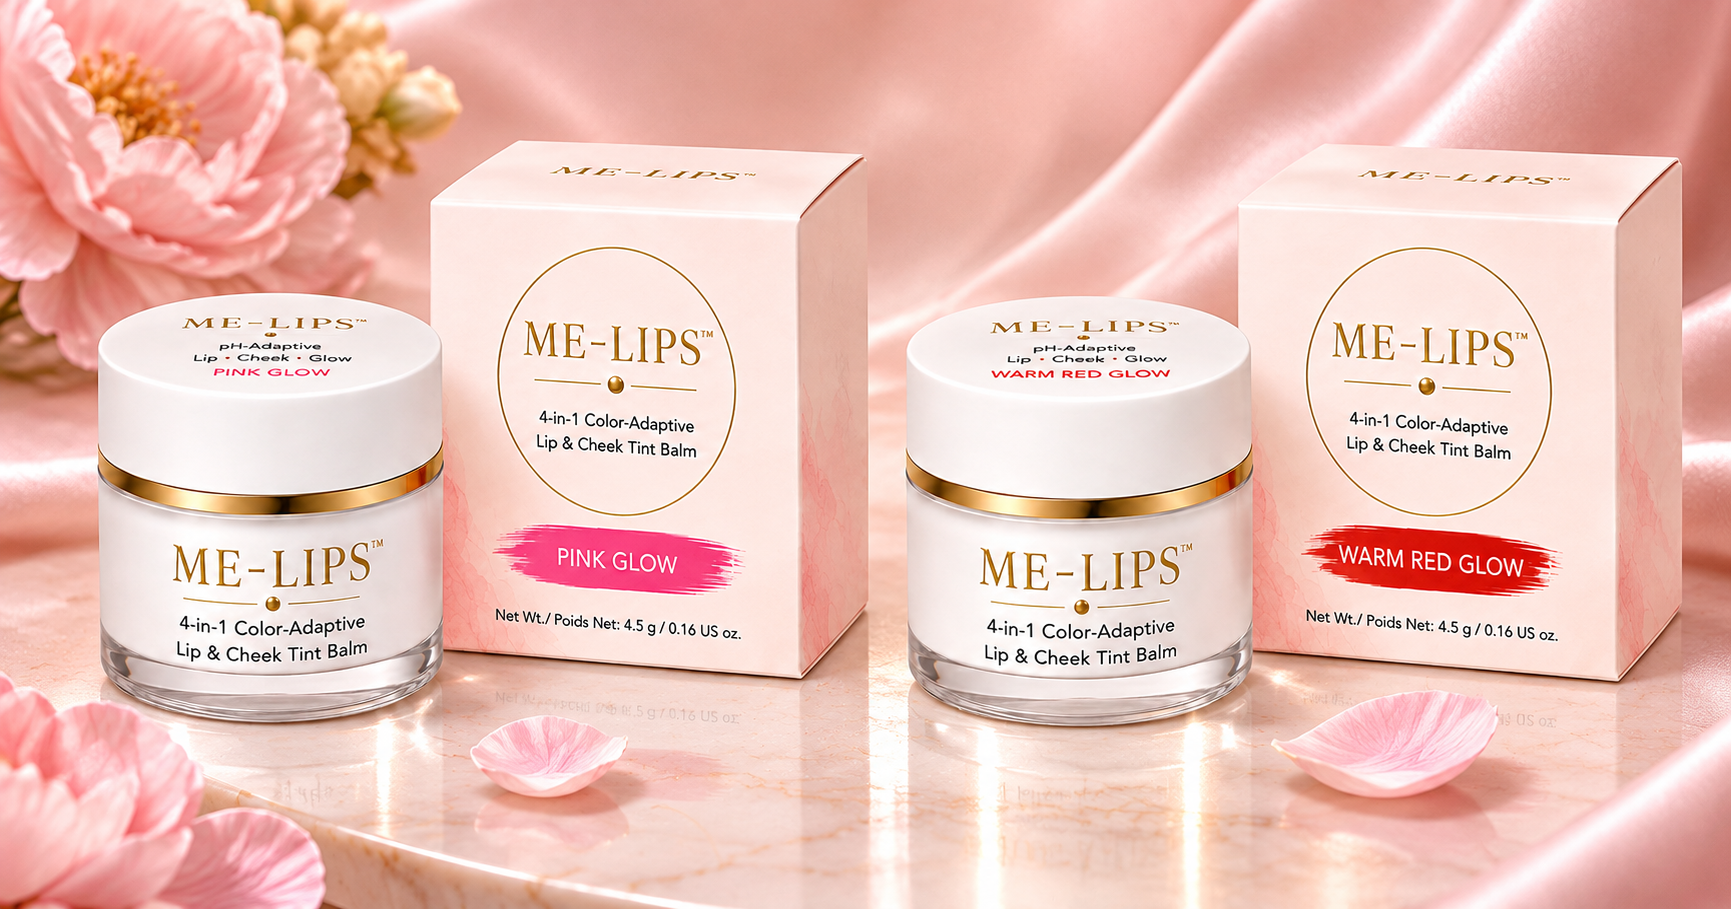 ME-LIPS™
pH-Adaptive
Lip • Cheek • Glow
PINK GLOW
ME-LIPS™
4-in-1 Color-Adaptive
Lip & Cheek Tint Balm
ME-LIPS™
ME-LIPS™
4-in-1 Color-Adaptive
Lip & Cheek Tint Balm
PINK GLOW
Net Wt./ Poids Net: 4.5 g / 0.16 US oz.
ME-LIPS™
pH-Adaptive
Lip • Cheek • Glow
WARM RED GLOW
ME-LIPS™
4-in-1 Color-Adaptive
Lip & Cheek Tint Balm
ME-LIPS™
ME-LIPS™
4-in-1 Color-Adaptive
Lip & Cheek Tint Balm
WARM RED GLOW
Net Wt./ Poids Net: 4.5 g / 0.16 US oz.